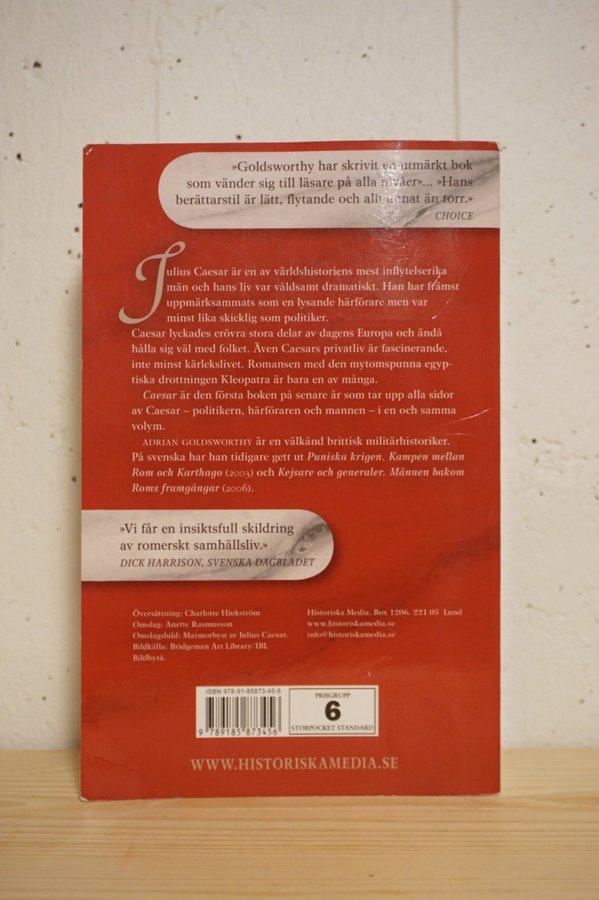 »Goldsworthy har skrivit en utmärkt bok
som vänder sig till läsare på alla nivåer»... »Hans
berättarstil är lätt, flytande och allt annat än torr.»
CHOICE
Julius Caesar är en av världshistoriens mest inflytelserika
män och hans liv var våldsamt dramatiskt. Han har främst
uppmärksammats som en lysande härförare men var
minst lika skicklig som politiker.
Caesar lyckades erövra stora delar av dagens Europa och ändå
hålla sig väl med folket. Även Caesars privatliv är fascinerande,
inte minst kärlekslivet. Romansen med den mytomspunna egyp-
tiska drottningen Kleopatra är bara en av många.
Caesar är den första boken på senare år som tar upp alla sidor
av Caesar – politikern, härföraren och mannen – i en och samma
volym.
ADRIAN GOLDSWORTHY är en välkänd brittisk militärhistoriker.
På svenska har han tidigare gett ut Puniska krigen. Kampen mellan
Rom och Karthago (2003) och Kejsare och generaler. Männen bakom
Roms framgångar (2006).
»Vi får en insiktsfull skildring
av romerskt samhällsliv.»
DICK HARRISON, SVENSKA DAGBLADET
Översättning: Charlotte Hjukström
Omslag: Anette Rasmusson
Omslagsbild: Marmorbyst av Julius Caesar.
Bildkälla: Bridgeman Art Library/IBL
Bildbyrå.
Historiska Media, Box 1206, 221 05 Lund
www.historiskamedia.se
info@historiskamedia.se
ISBN 978-91-85873-45-6
9 789185 873456
PRISGRUPP
6
STORPOCKET STANDARD
WWW.HISTORISKAMEDIA.SE